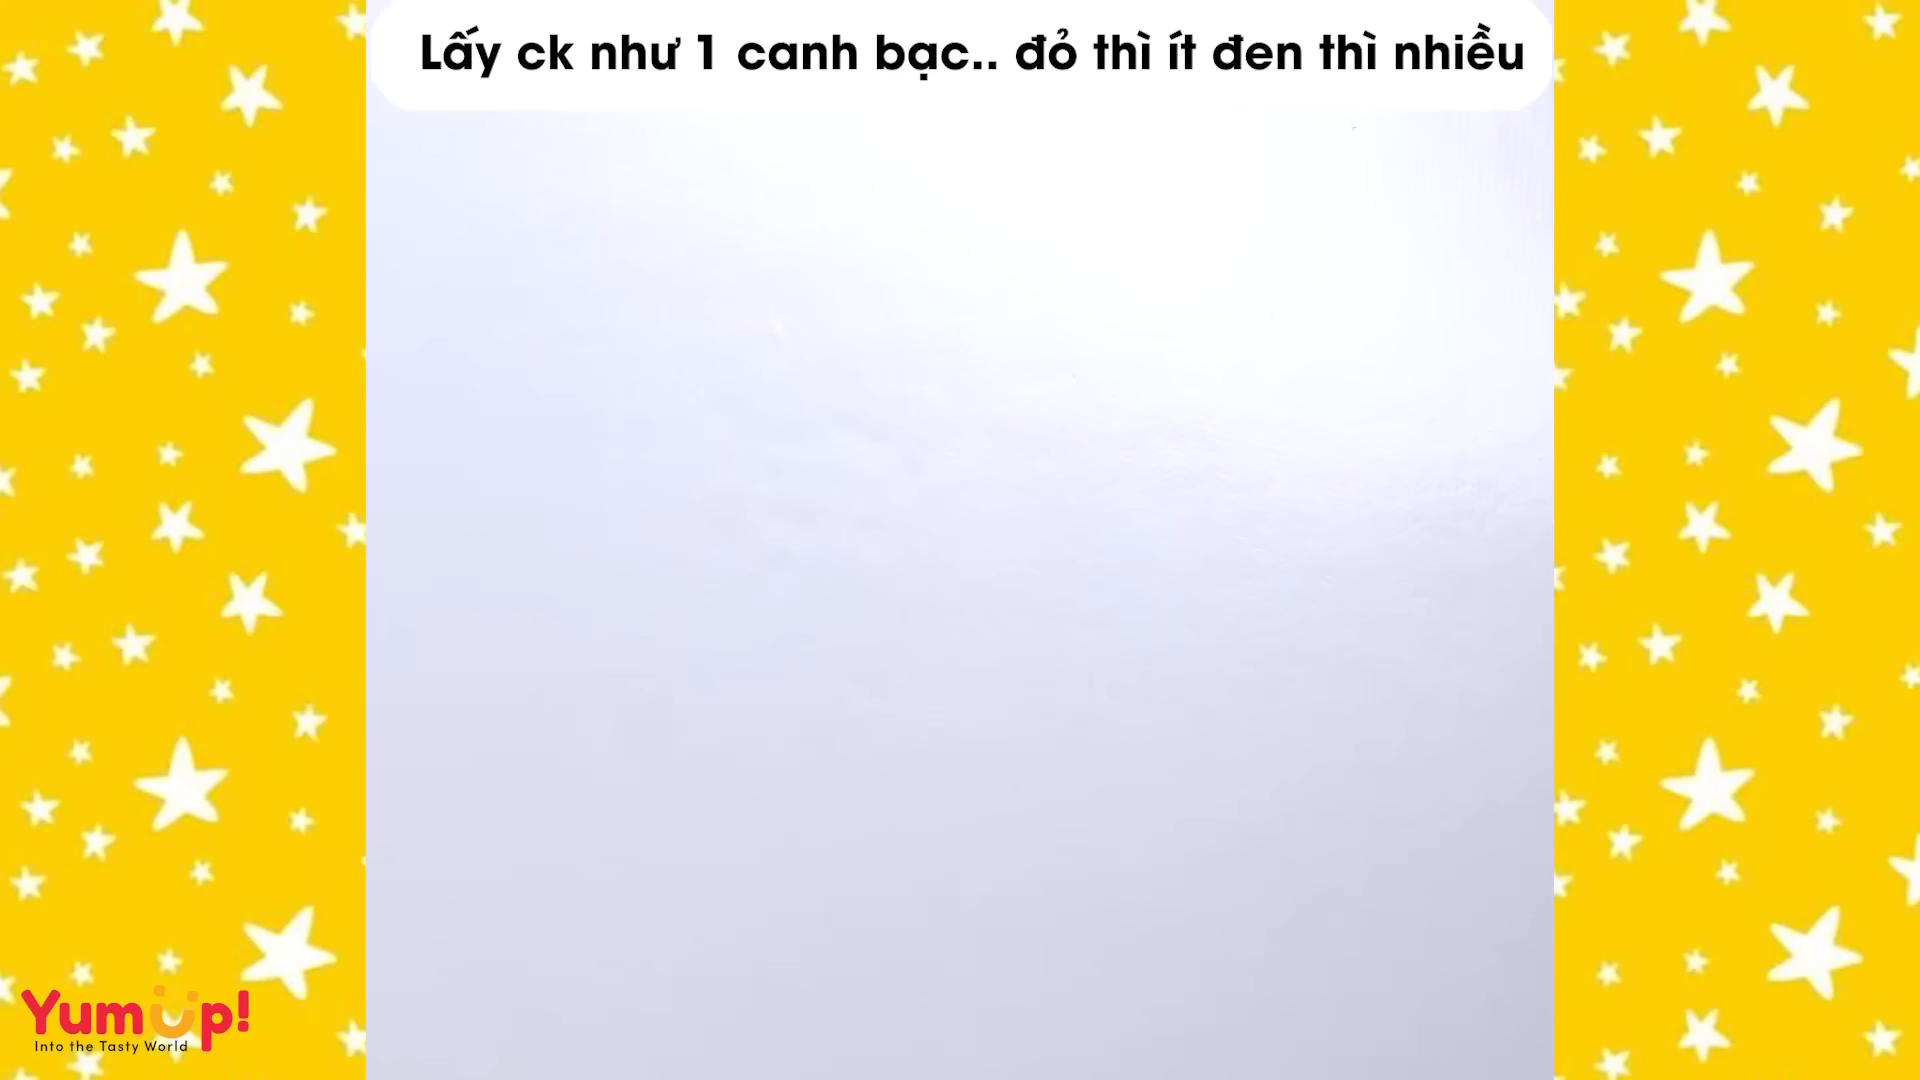 Lấy ck như 1 canh bạc.. đỏ thì ít đen thì nhiều
YumUp!
Into the Tasty World